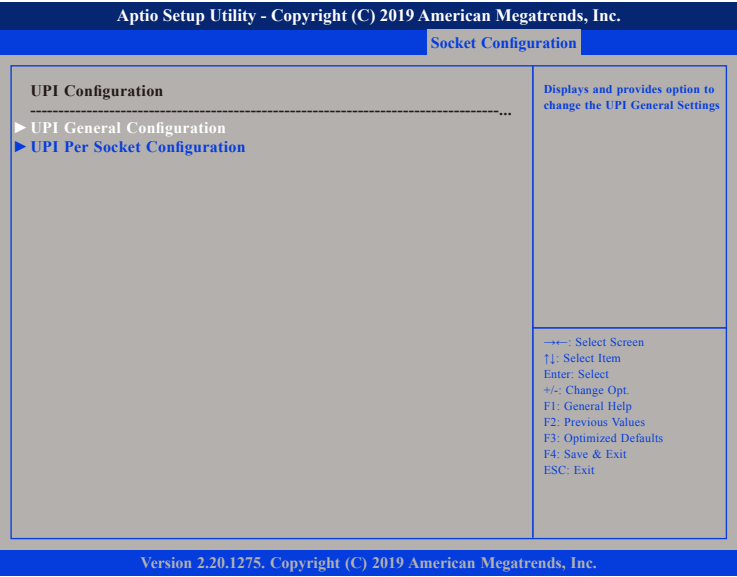 Aptio Setup Utility - Copyright (C) 2019 American Megatrends, Inc.
Socket Configuration
UPI Configuration
--------------------------------------------------------------------------------------...
►UPI General Configuration
►UPI Per Socket Configuration
Displays and provides option to
change the UPI General Settings
→←: Select Screen
↑↓: Select Item
Enter: Select
+/-: Change Opt.
F1: General Help
F2: Previous Values
F3: Optimized Defaults
F4: Save & Exit
ESC: Exit
Version 2.20.1275. Copyright (C) 2019 American Megatrends, Inc.